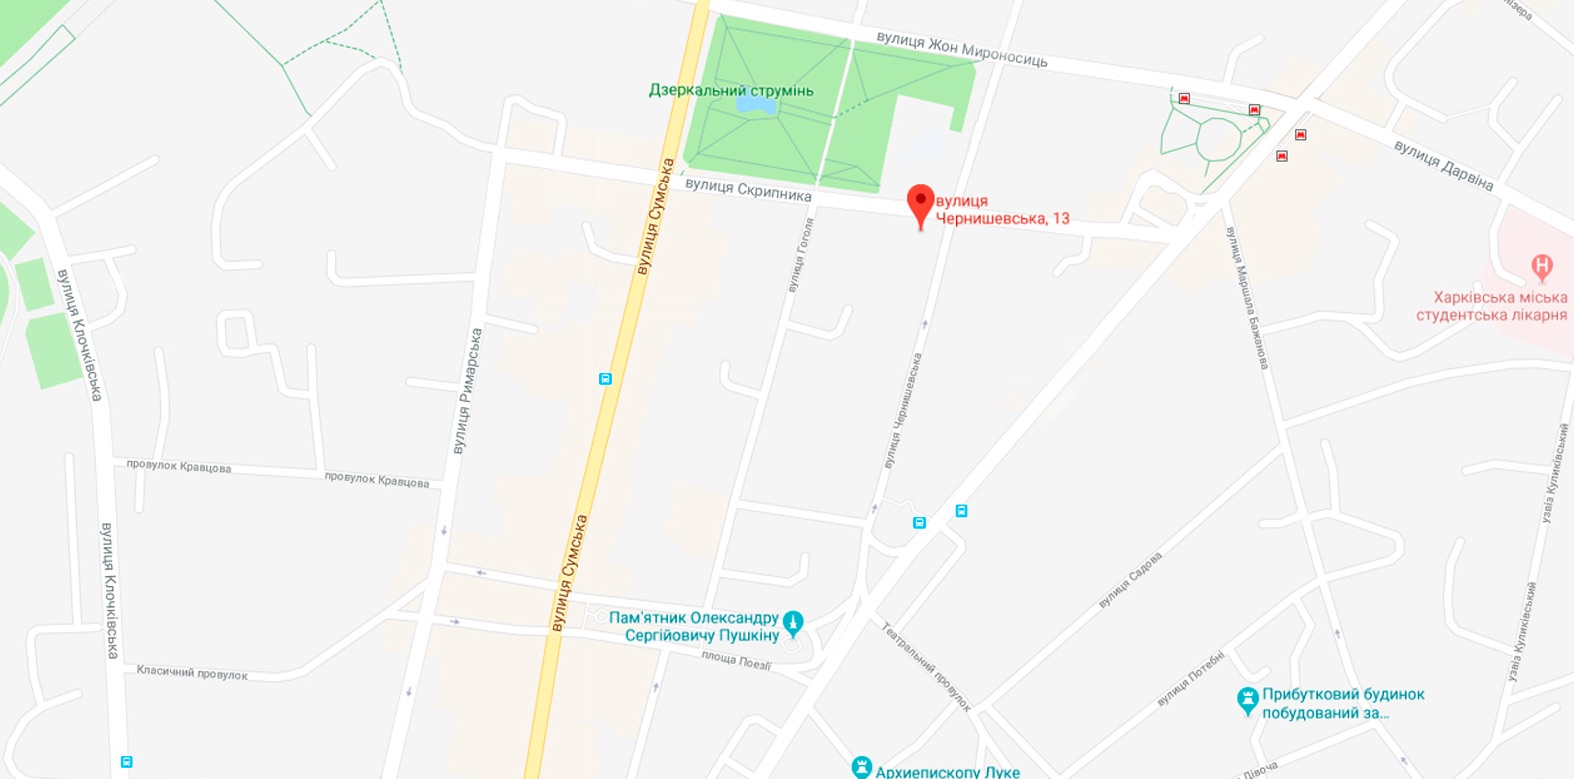 вулиця Жон Мироносиць
Дзеркальний струмінь
вулиця Дарвіна
вулиця Скрипника
вулиця
Чернишевська, 13
вулиця Сумська
вулиця Гоголя
вулиця Маршала Бажанова
Харківська міська
студентська лікарня
вулиця Клочківська
вулиця Римарська
вулиця Чернишевська
провулок Кравцова
провулок Кравцова
узвіз Куликівський
вулиця Клочківська
вулиця Сумська
вулиця Садова
Пам'ятник Олександру
Сергійовичу Пушкіну
площа Поезії
Театральний провулок
узвіз Куликівський
Класичний провулок
вулиця Потебні
Прибутковий будинок
побудований за...
Архиепископу Луке
Дівоча